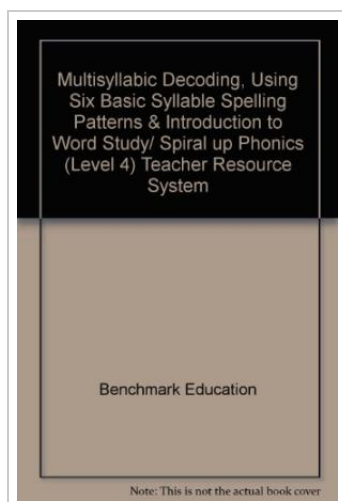 Multisyllabic Decoding, Using
Six Basic Syllable Spelling
Patterns & Introduction to
Word Study/ Spiral up Phonics
(Level 4) Teacher Resource
System
Benchmark Education
Note: This is not the actual book cover